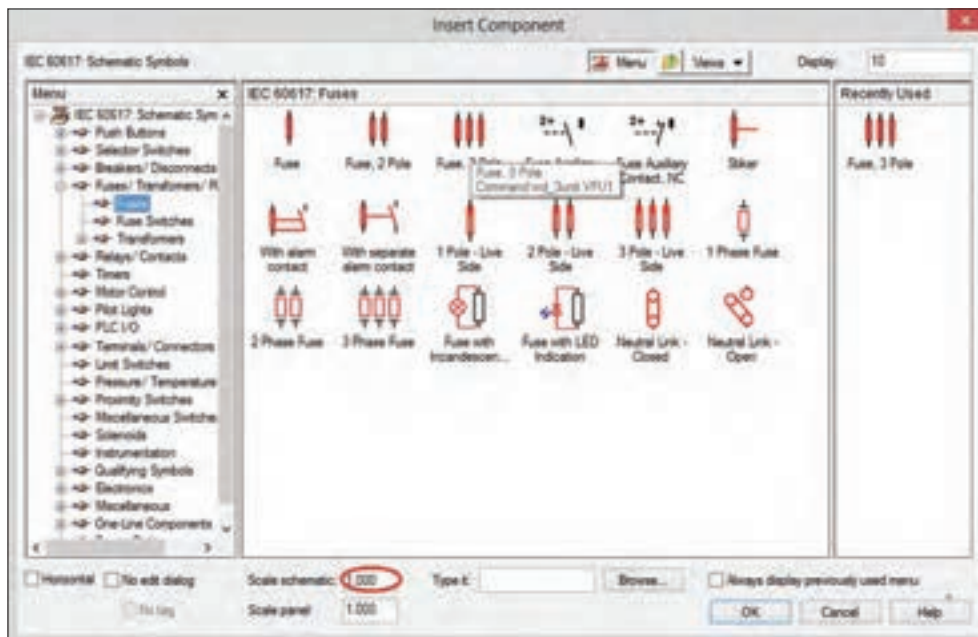 Insert Component
IEC 60617: Schematic Symbols
Menu
Views
Display:
10
Menu
x
IEC 60617: Schematic Sym
Push Buttons
Selector Switches
Breakers/ Disconnects
Fuses/ Transformers/ R
Fuses
Fuse Switches
Transformers
Relays/ Contacts
Timers
Motor Control
Pilot Lights
PLC I/O
Terminals/ Connectors
Limit Switches
Pressure/ Temperature
Proximity Switches
Miscellaneous Switche
Solenoids
Instrumentation
Qualifying Symbols
Electronics
Miscellaneous
One-Line Components
IEC 60617: Fuses
Fuse
Fuse, 2 Pole
Fuse, 3 Pole
Fuse Auxiliary
Fuse Auxiliary
Contact, NC
Striker
Fuse, 3 Pole
With alarm
contact
With separate
alarm contact
1 Pole - Live
Side
2 Pole - Live
Side
3 Pole - Live
Side
1 Phase Fuse
2 Phase Fuse
3 Phase Fuse
Fuse with
Incandescen...
Fuse with LED
Indication
Neutral Link -
Closed
Neutral Link -
Open
Recently Used
Fuse, 3 Pole
Horizontal
No edit dialog
No tag
Scale schematic:
1.000
Scale panel:
1.000
Type it:
Browse...
Always display previously used menu
OK
Cancel
Help